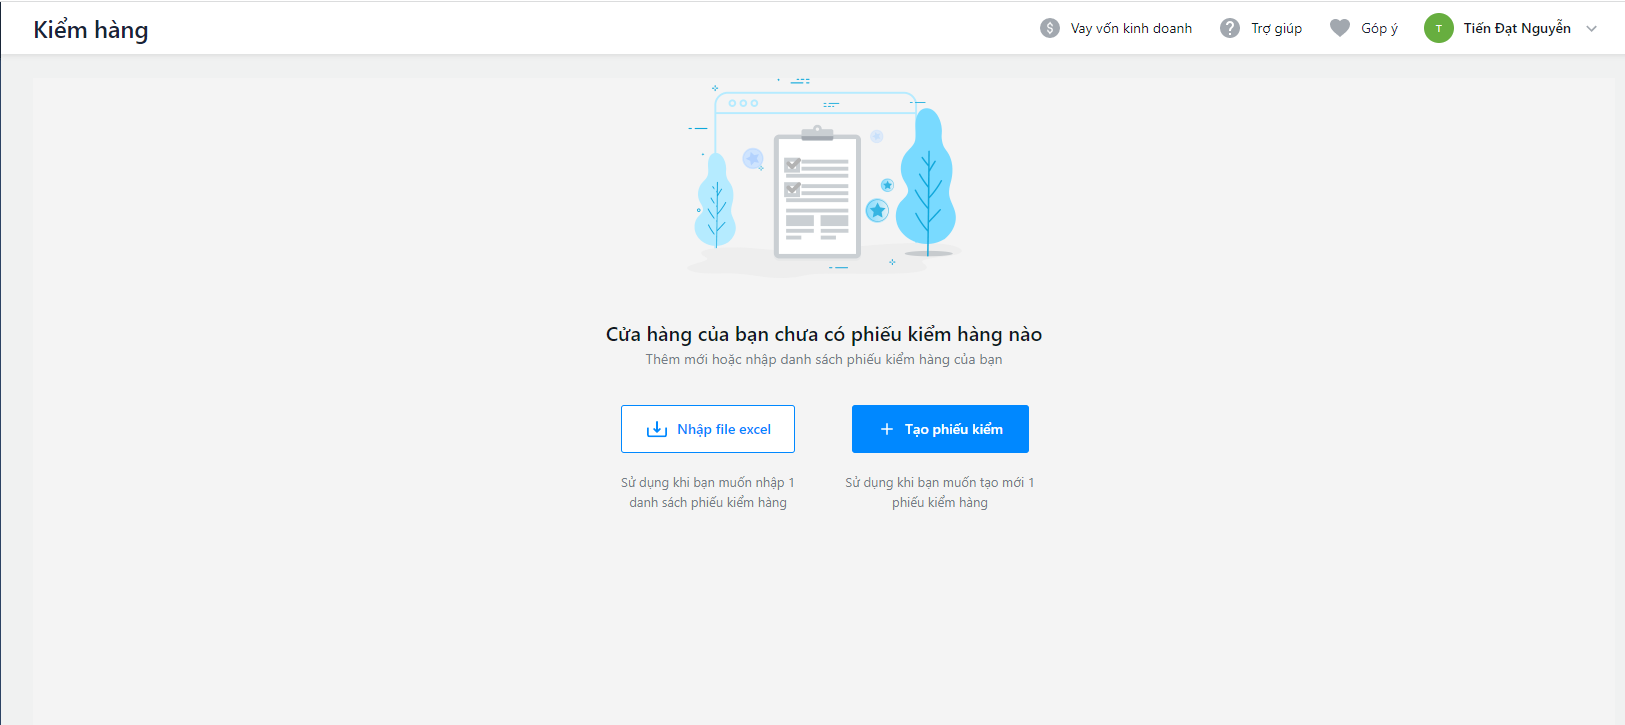 Kiểm hàng
Vay vốn kinh doanh
Trợ giúp
Góp ý
T
Tiến Đạt Nguyễn
Cửa hàng của bạn chưa có phiếu kiểm hàng nào
Thêm mới hoặc nhập danh sách phiếu kiểm hàng của bạn
Nhập file excel
Tạo phiếu kiểm
Sử dụng khi bạn muốn nhập 1
danh sách phiếu kiểm hàng
Sử dụng khi bạn muốn tạo mới 1
phiếu kiểm hàng